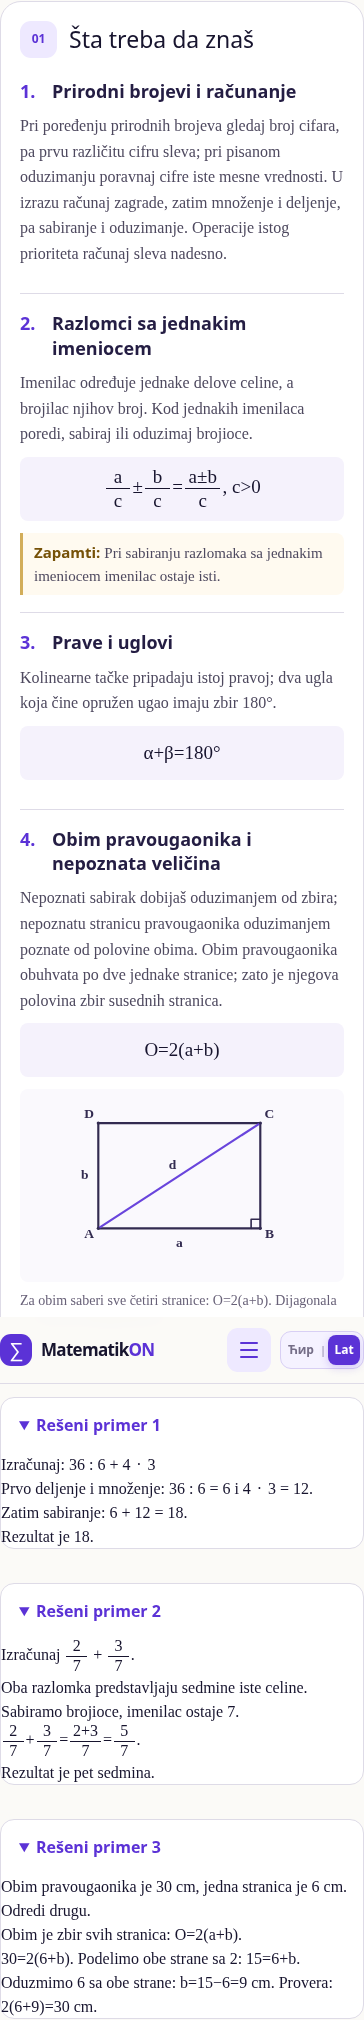 01 Šta treba da znaš
1. Prirodni brojevi i računanje
Pri poređenju prirodnih brojeva gledaj broj cifara,
pa prvu različitu cifru sleva; pri pisanom
oduzimanju poravnaj cifre iste mesne vrednosti. U
izrazu računaj zagrade, zatim množenje i deljenje,
pa sabiranje i oduzimanje. Operacije istog
prioriteta računaj sleva nadesno.
2. Razlomci sa jednakim
imeniocem
Imenilac određuje jednake delove celine, a
brojilac njihov broj. Kod jednakih imenilaca
poredi, sabiraj ili oduzimaj brojioce.
a/c ± b/c = a±b/c, c>0
Zapamti: Pri sabiranju razlomaka sa jednakim
imeniocem imenilac ostaje isti.
3. Prave i uglovi
Kolinearne tačke pripadaju istoj pravoj; dva ugla
koja čine opružen ugao imaju zbir 180°.
α+β=180°
4. Obim pravougaonika i
nepoznata veličina
Nepoznati sabirak dobijaš oduzimanjem od zbira;
nepoznatu stranicu pravougaonika oduzimanjem
poznate od polovine obima. Obim pravougaonika
obuhvata po dve jednake stranice; zato je njegova
polovina zbir susednih stranica.
O=2(a+b)
D C
d
b
A B
a
Za obim saberi sve četiri stranice: O=2(a+b). Dijagonala
∑ MatematikON Ћир | Lat
▼ Rešeni primer 1
Izračunaj: 36 : 6 + 4 · 3
Prvo deljenje i množenje: 36 : 6 = 6 i 4 · 3 = 12.
Zatim sabiranje: 6 + 12 = 18.
Rezultat je 18.
▼ Rešeni primer 2
Izračunaj 2/7 + 3/7.
Oba razlomka predstavljaju sedmine iste celine.
Sabiramo brojioce, imenilac ostaje 7.
2/7+3/7=2+3/7=5/7.
Rezultat je pet sedmina.
▼ Rešeni primer 3
Obim pravougaonika je 30 cm, jedna stranica je 6 cm.
Odredi drugu.
Obim je zbir svih stranica: O=2(a+b).
30=2(6+b). Podelimo obe strane sa 2: 15=6+b.
Oduzmimo 6 sa obe strane: b=15−6=9 cm. Provera:
2(6+9)=30 cm.